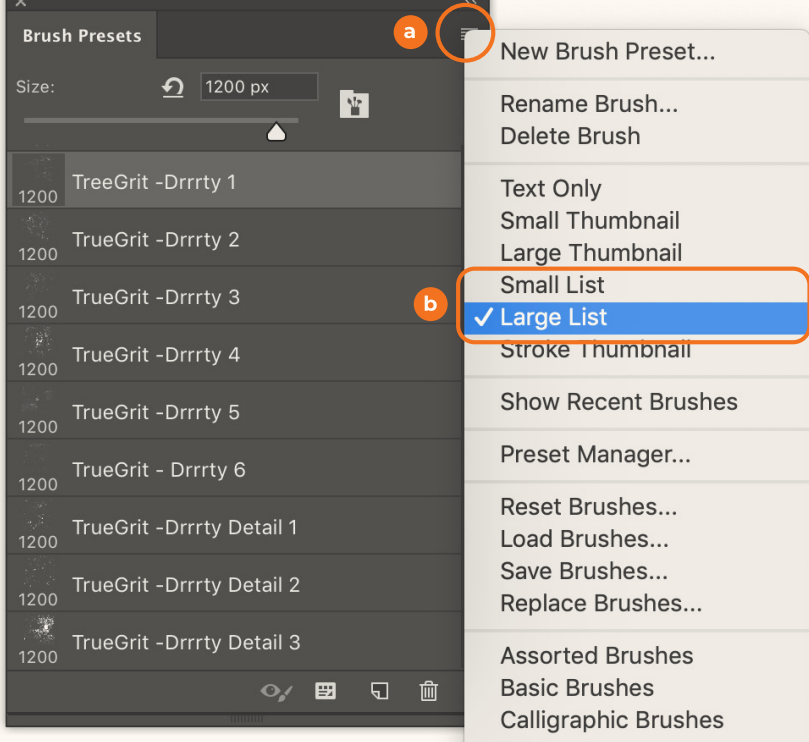 Brush Presets
a
Size:
1200 px
1200
TreeGrit -Drrrty 1
1200
TrueGrit -Drrrty 2
1200
TrueGrit -Drrrty 3
1200
TrueGrit -Drrrty 4
1200
TrueGrit -Drrrty 5
1200
TrueGrit - Drrrty 6
1200
TrueGrit -Drrrty Detail 1
1200
TrueGrit -Drrrty Detail 2
1200
TrueGrit -Drrrty Detail 3
1200
New Brush Preset...
Rename Brush...
Delete Brush
Text Only
Small Thumbnail
Large Thumbnail
Small List
b
✓ Large List
Stroke Thumbnail
Show Recent Brushes
Preset Manager...
Reset Brushes...
Load Brushes...
Save Brushes...
Replace Brushes...
Assorted Brushes
Basic Brushes
Calligraphic Brushes